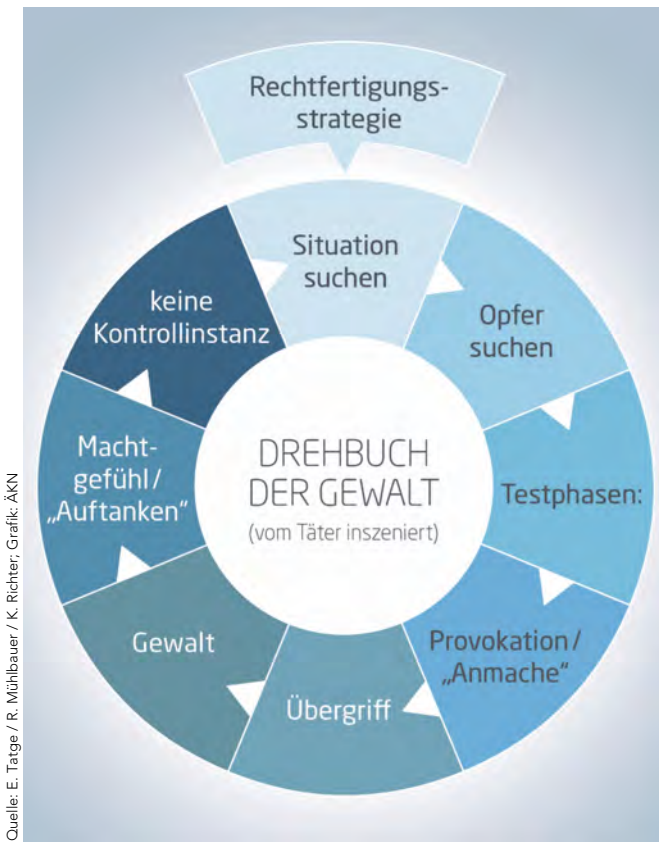 Rechtfertigungs-
strategie
Situation
suchen
Opfer
suchen
Testphasen:
Provokation /
„Anmache“
Übergriff
Gewalt
Macht-
gefühl /
„Auftanken“
keine
Kontrollinstanz
DREHBUCH
DER GEWALT
(vom Täter inszeniert)
Quelle: E. Tatge / R. Mühlbauer / K. Richter; Grafik: ÄKN